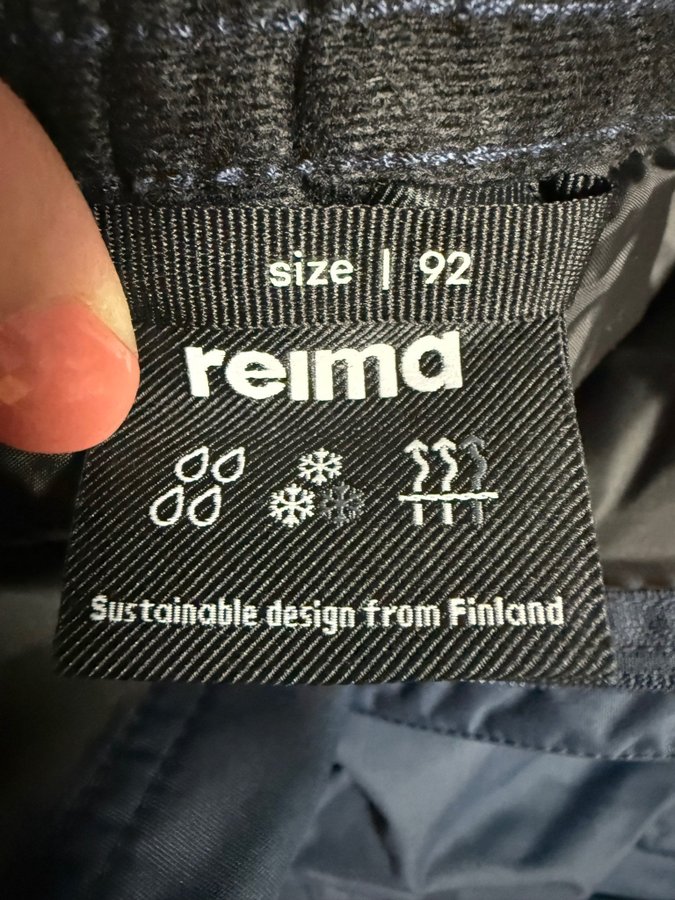 size | 92
reima
Sustainable design from Finland